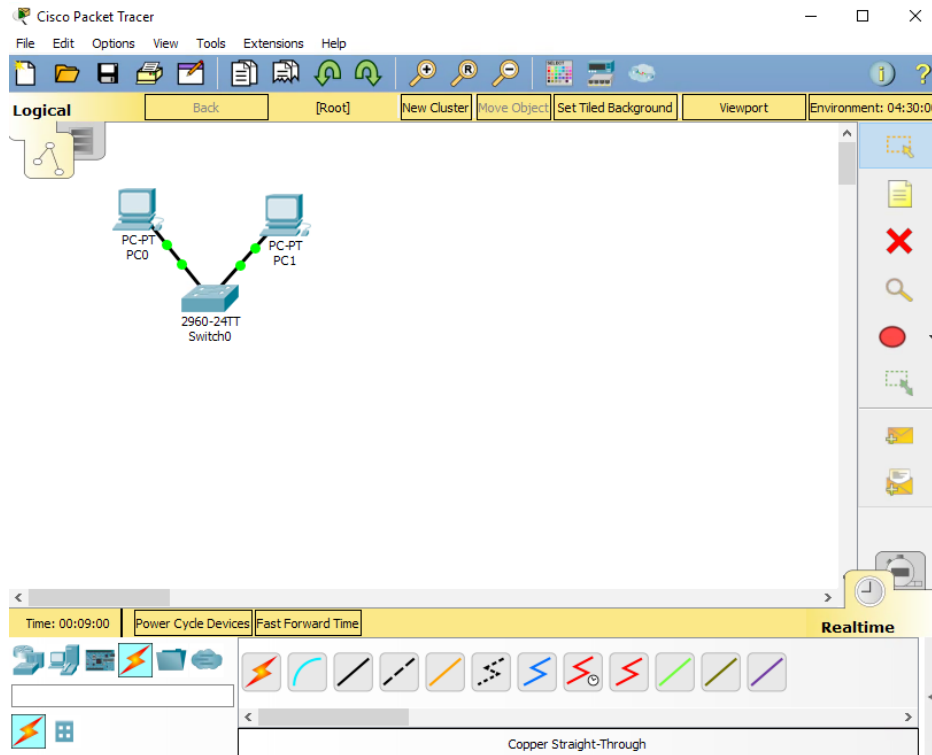 Cisco Packet Tracer
File Edit Options View Tools Extensions Help
Logical Back [Root] New Cluster Move Object Set Tiled Background Viewport Environment: 04:30:0
PC-PT
PC0
PC-PT
PC1
2960-24TT
Switch0
Time: 00:09:00 Power Cycle Devices Fast Forward Time Realtime
Copper Straight-Through